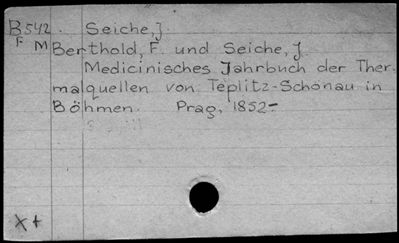 B542. Seiche, J.
F M Berthold, F. und Seiche, J.
Medicinisches Jahrbuch der Ther-
malquellen von Teplitz-Schönau in
Böhmen. Prag, 1852-
X+